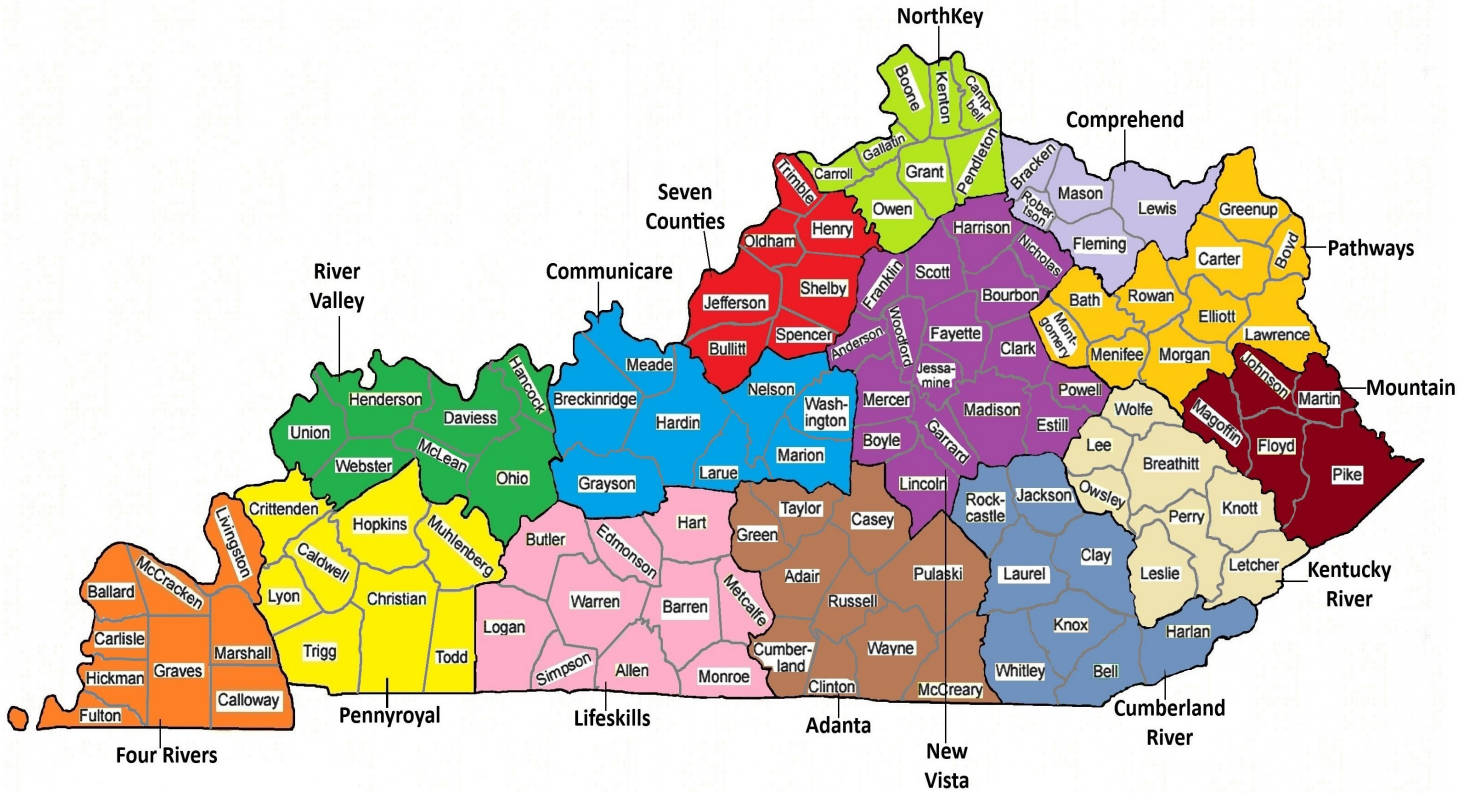 NorthKey
Boone
Kenton
Camp-
bell
Gallatin
Carroll
Grant
Pendleton
Owen
Comprehend
Bracken
Mason
Rober-
tson
Lewis
Fleming
Seven
Counties
Trimble
Henry
Oldham
Shelby
Jefferson
Spencer
Bullitt
Pathways
Greenup
Boyd
Carter
Rowan
Bath
Elliott
Mont-
gomery
Menifee
Morgan
Lawrence
Harrison
Nicholas
Franklin
Scott
Bourbon
Woodford
Fayette
Anderson
Clark
Jessa-
mine
Powell
Mercer
Madison
Estill
Boyle
Garrard
Lincoln
New
Vista
River
Valley
Hancock
Henderson
Daviess
Union
McLean
Webster
Ohio
Communicare
Meade
Breckinridge
Nelson
Hardin
Wash-
ington
Marion
Larue
Grayson
Mountain
Johnson
Martin
Magoffin
Floyd
Pike
Wolfe
Lee
Breathitt
Owsley
Perry
Knott
Leslie
Letcher
Kentucky
River
Rock-
castle
Jackson
Clay
Laurel
Knox
Harlan
Whitley
Bell
Cumberland
River
Taylor
Casey
Green
Adair
Pulaski
Russell
Wayne
Cumber-
land
Clinton
McCreary
Adanta
Hart
Butler
Edmonson
Metcalfe
Warren
Barren
Logan
Simpson
Allen
Monroe
Lifeskills
Crittenden
Hopkins
Muhlenberg
Caldwell
Lyon
Christian
Trigg
Todd
Pennyroyal
Livingston
McCracken
Ballard
Carlisle
Marshall
Graves
Hickman
Calloway
Fulton
Four Rivers